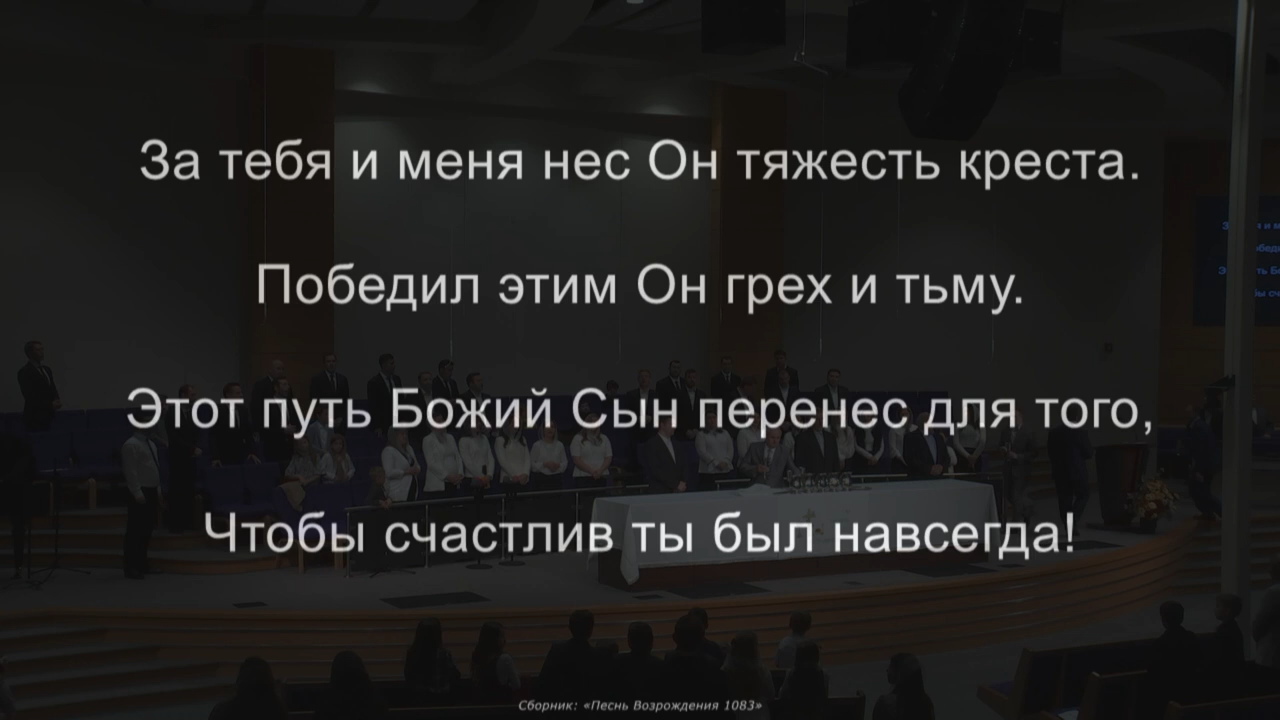 За тебя и меня нес Он тяжесть креста.
Победил этим Он грех и тьму.
Этот путь Божий Сын перенес для того,
Чтобы счастлив ты был навсегда!
Сборник: «Песнь Возрождения 1083»